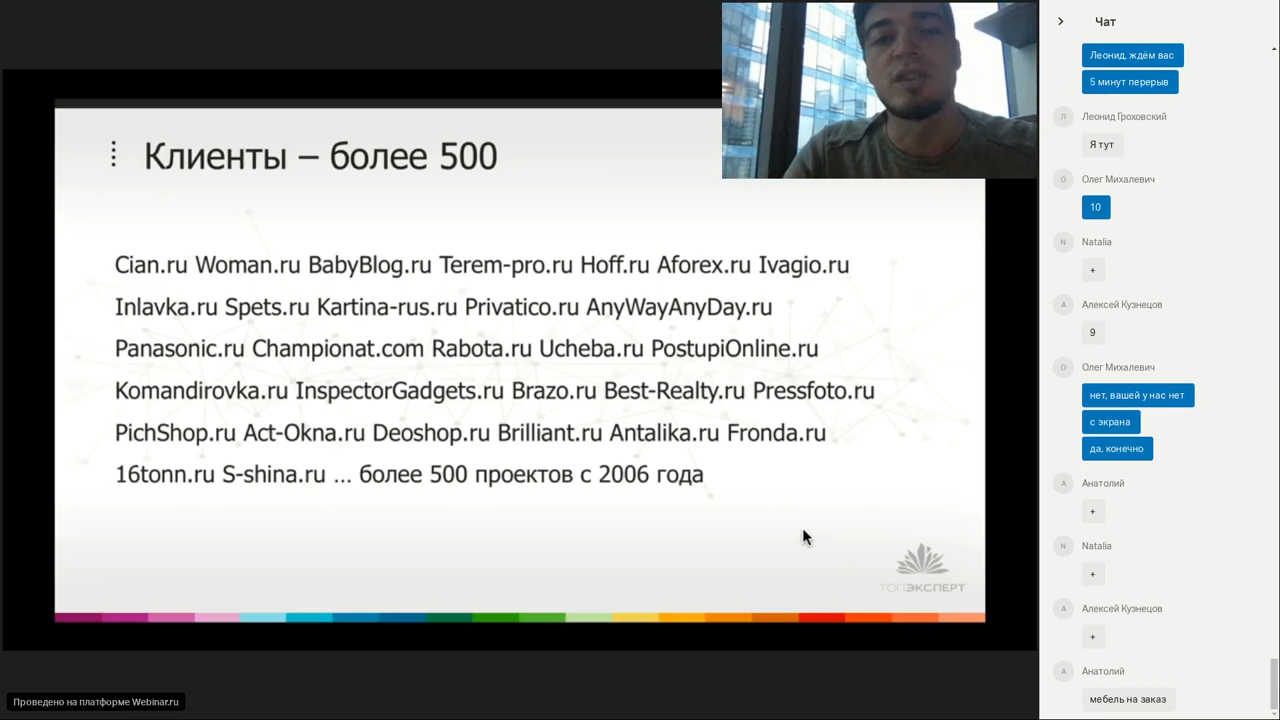 Клиенты – более 500
Cian.ru Woman.ru BabyBlog.ru Terem-pro.ru Hoff.ru Aforex.ru Ivagio.ru
Inlavka.ru Spets.ru Kartina-rus.ru Privatico.ru AnyWayAnyDay.ru
Panasonic.ru Championat.com Rabota.ru Ucheba.ru PostupiOnline.ru
Komandirovka.ru InspectorGadgets.ru Brazo.ru Best-Realty.ru Pressfoto.ru
PichShop.ru Act-Okna.ru Deoshop.ru Brilliant.ru Antalika.ru Fronda.ru
16tonn.ru S-shina.ru ... более 500 проектов с 2006 года
ТОПЭКСПЕРТ
Проведено на платформе Webinar.ru
Чат
Леонид, ждём вас
5 минут перерыв
Л
Леонид Гроховский
Я тут
О
Олег Михалевич
10
N
Natalia
+
А
Алексей Кузнецов
9
О
Олег Михалевич
нет, вашей у нас нет
с экрана
да, конечно
А
Анатолий
+
N
Natalia
+
А
Алексей Кузнецов
+
А
Анатолий
мебель на заказ